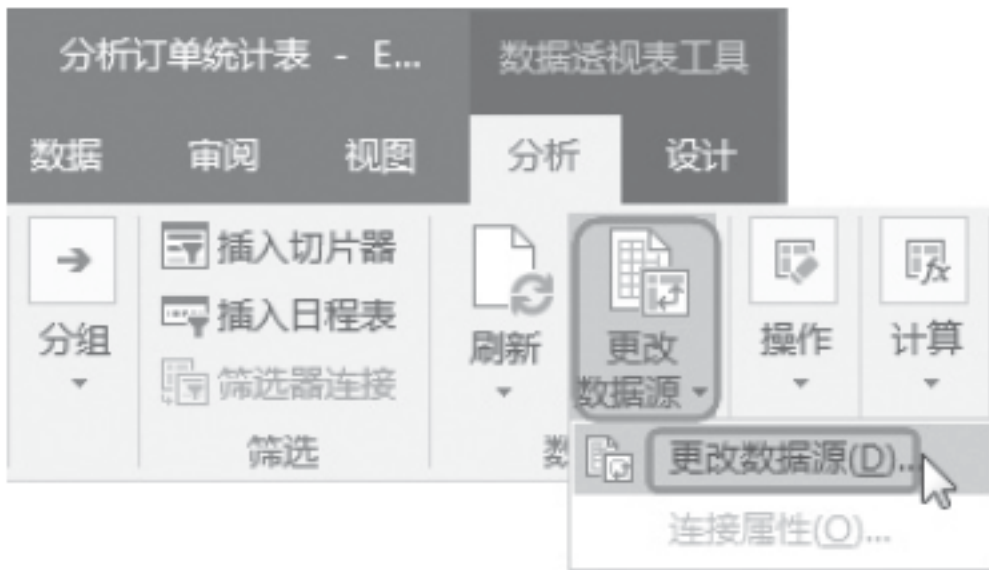 分析订单统计表 - E... 数据透视表工具
数据 审阅 视图 分析 设计
插入切片器
插入日程表
筛选器连接
分组
刷新
更改
数据源
操作
计算
筛选
数
更改数据源(D)...
连接属性(O)...